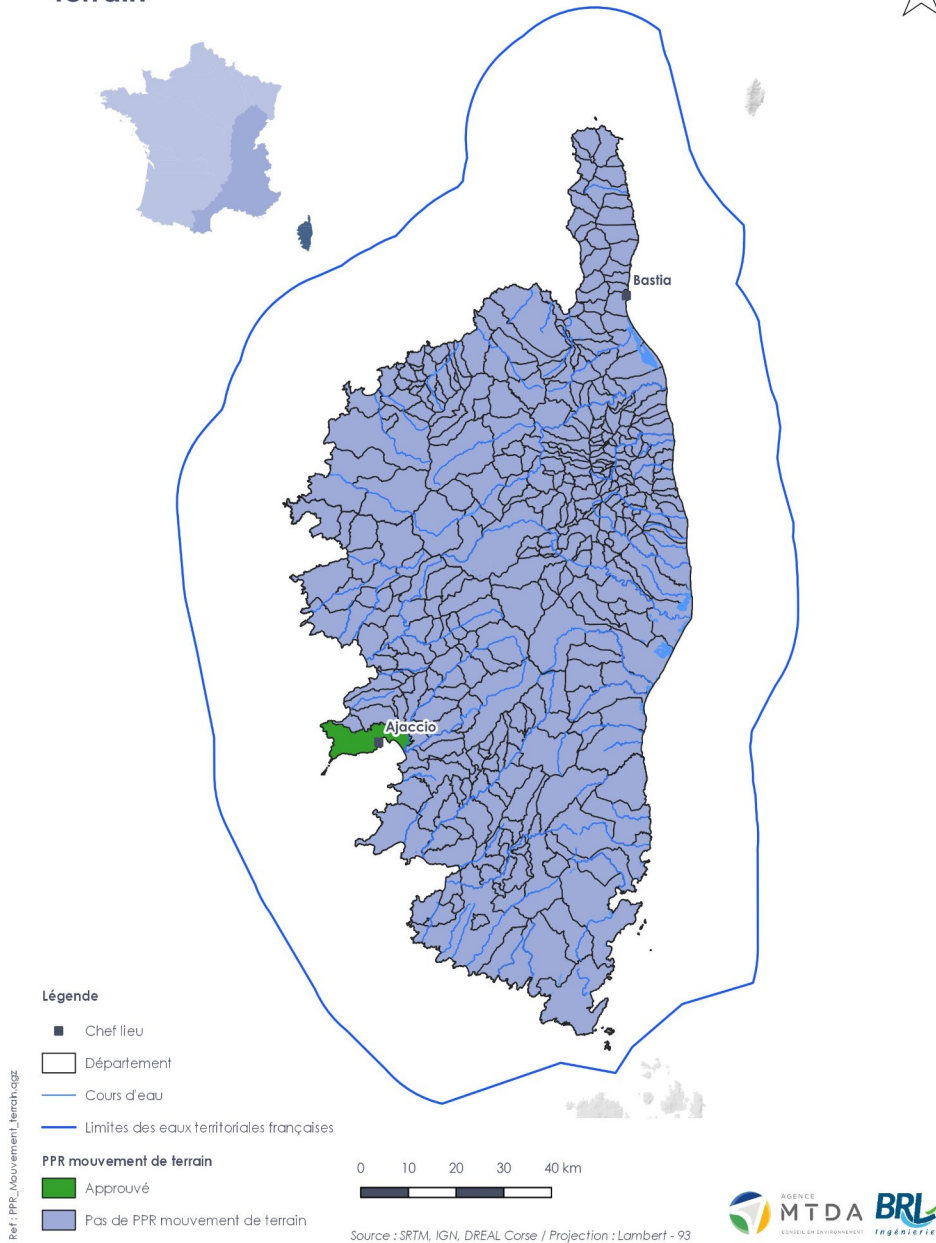 Terrain
Bastia
Ajaccio
Légende
Chef lieu
Département
Cours d'eau
Limites des eaux territoriales françaises
PPR mouvement de terrain
Approuvé
Pas de PPR mouvement de terrain
0 10 20 30 40 km
Source : SRTM, IGN, DREAL Corse / Projection : Lambert - 93
Ref : PPR_Mouvement_terrain.qgz
AGENCE
MTDA
CONSEIL EN ENVIRONNEMENT
BRL
Ingénierie